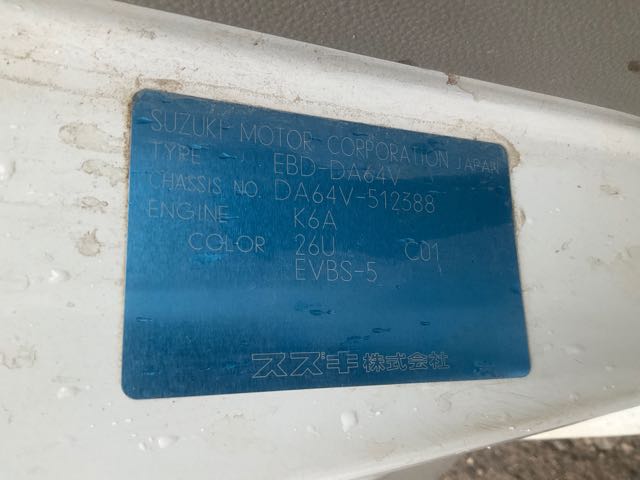 SUZUKI MOTOR CORPORATION JAPAN
TYPE EBD-DA64V
CHASSIS NO. DA64V-512388
ENGINE K6A
COLOR 26U C01
EVBS-5
スズキ株式会社